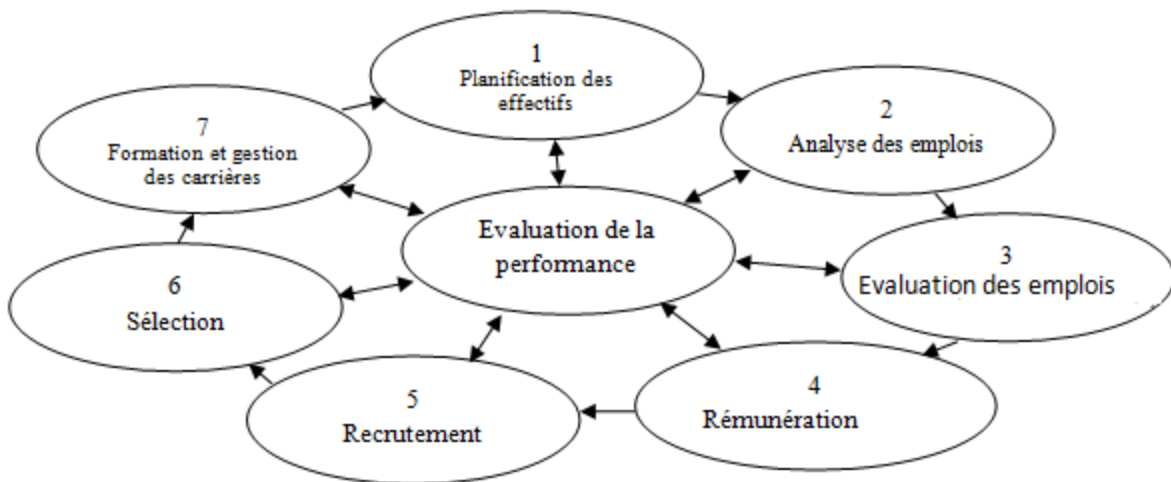 1
Planification des
effectifs
2
Analyse des emplois
3
Evaluation des emplois
4
Rémunération
5
Recrutement
6
Sélection
7
Formation et gestion
des carrières
Evaluation de la
performance